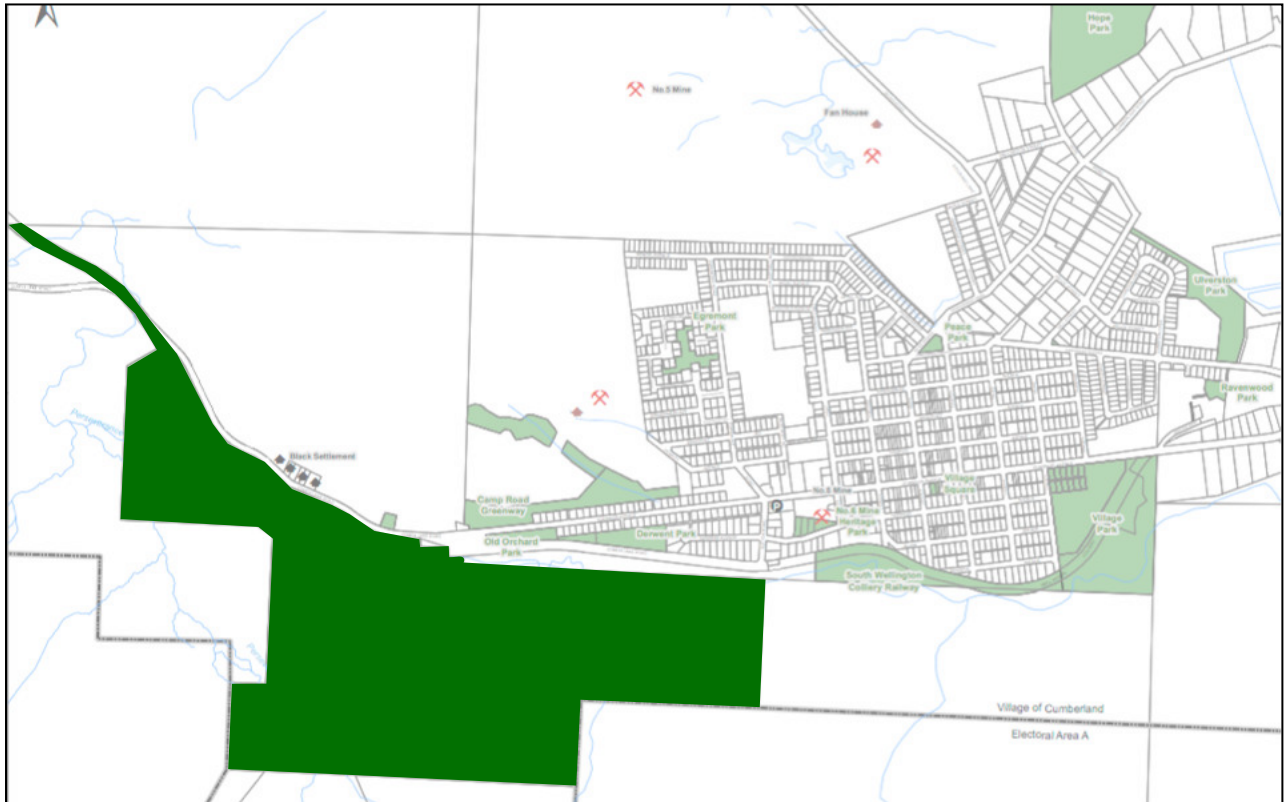 Hope
Park
No.5 Mine
Fan House
Ulverston
Park
Egremont
Park
Peace
Park
Ravenwood
Park
Black Settlement
Camp Road
Greenway
P
Village
Square
No.6 Mine
Heritage
Park
Village
Park
Old Orchard
Park
Derwent Park
South Wellington
Colliery Railway
Village of Cumberland
Electoral Area A